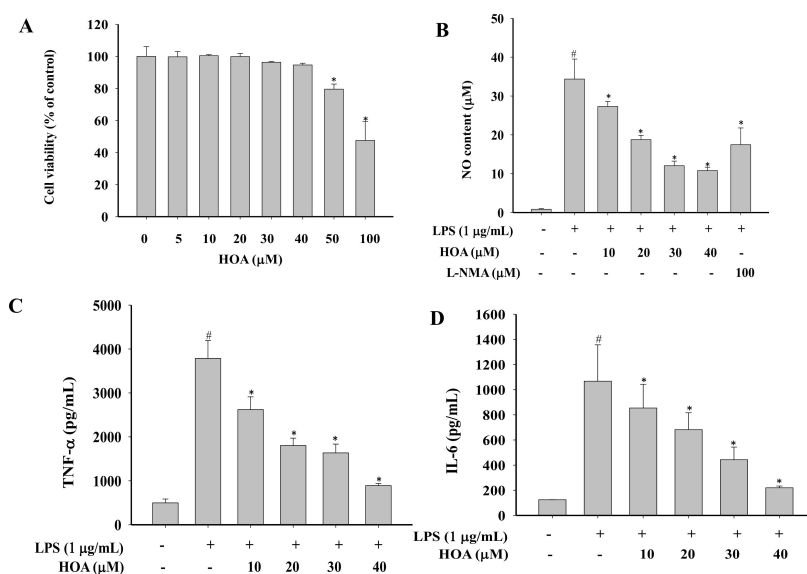 A
Cell viability (% of control)
120
100
80
60
40
20
0
* *
0 5 10 20 30 40 50 100
HOA (µM)
B
NO content (µM)
50
40
30
20
10
0
# * * * * *
LPS (1 µg/mL) - + + + + + +
HOA (µM) - - 10 20 30 40 -
L-NMA (µM) - - - - - - 100
C
TNF-α (pg/mL)
5000
4000
3000
2000
1000
0
# * * * *
LPS (1 µg/mL) - + + + + +
HOA (µM) - - 10 20 30 40
D
IL-6 (pg/mL)
1600
1400
1200
1000
800
600
400
200
0
# * * * *
LPS (1 µg/mL) - + + + + +
HOA (µM) - - 10 20 30 40